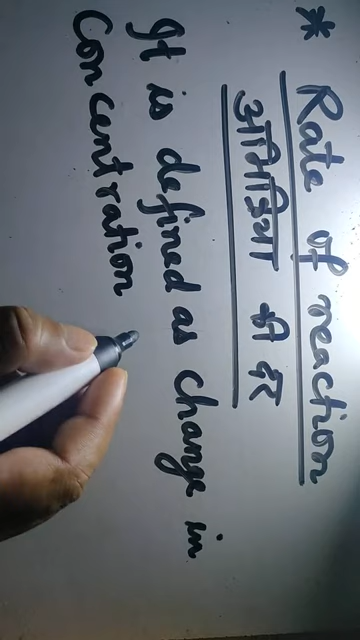 * Rate of reaction
अभिक्रिया की दर
It is defined as change in
Concentration